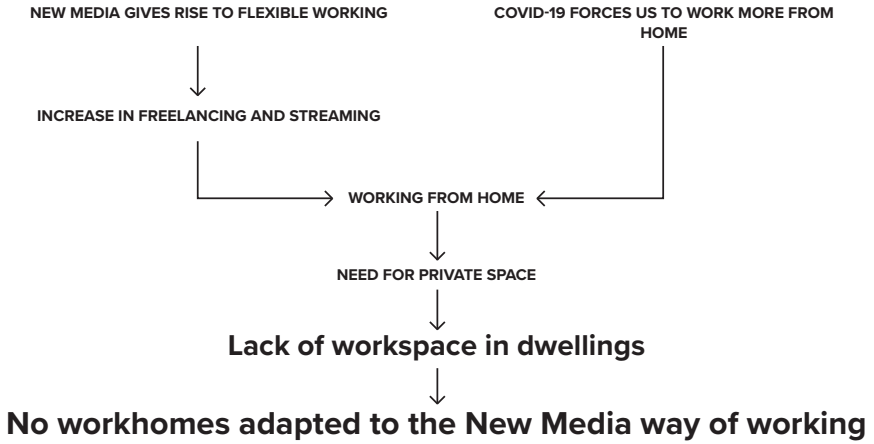 NEW MEDIA GIVES RISE TO FLEXIBLE WORKING
COVID-19 FORCES US TO WORK MORE FROM
HOME
INCREASE IN FREELANCING AND STREAMING
WORKING FROM HOME
NEED FOR PRIVATE SPACE
Lack of workspace in dwellings
No workhomes adapted to the New Media way of working